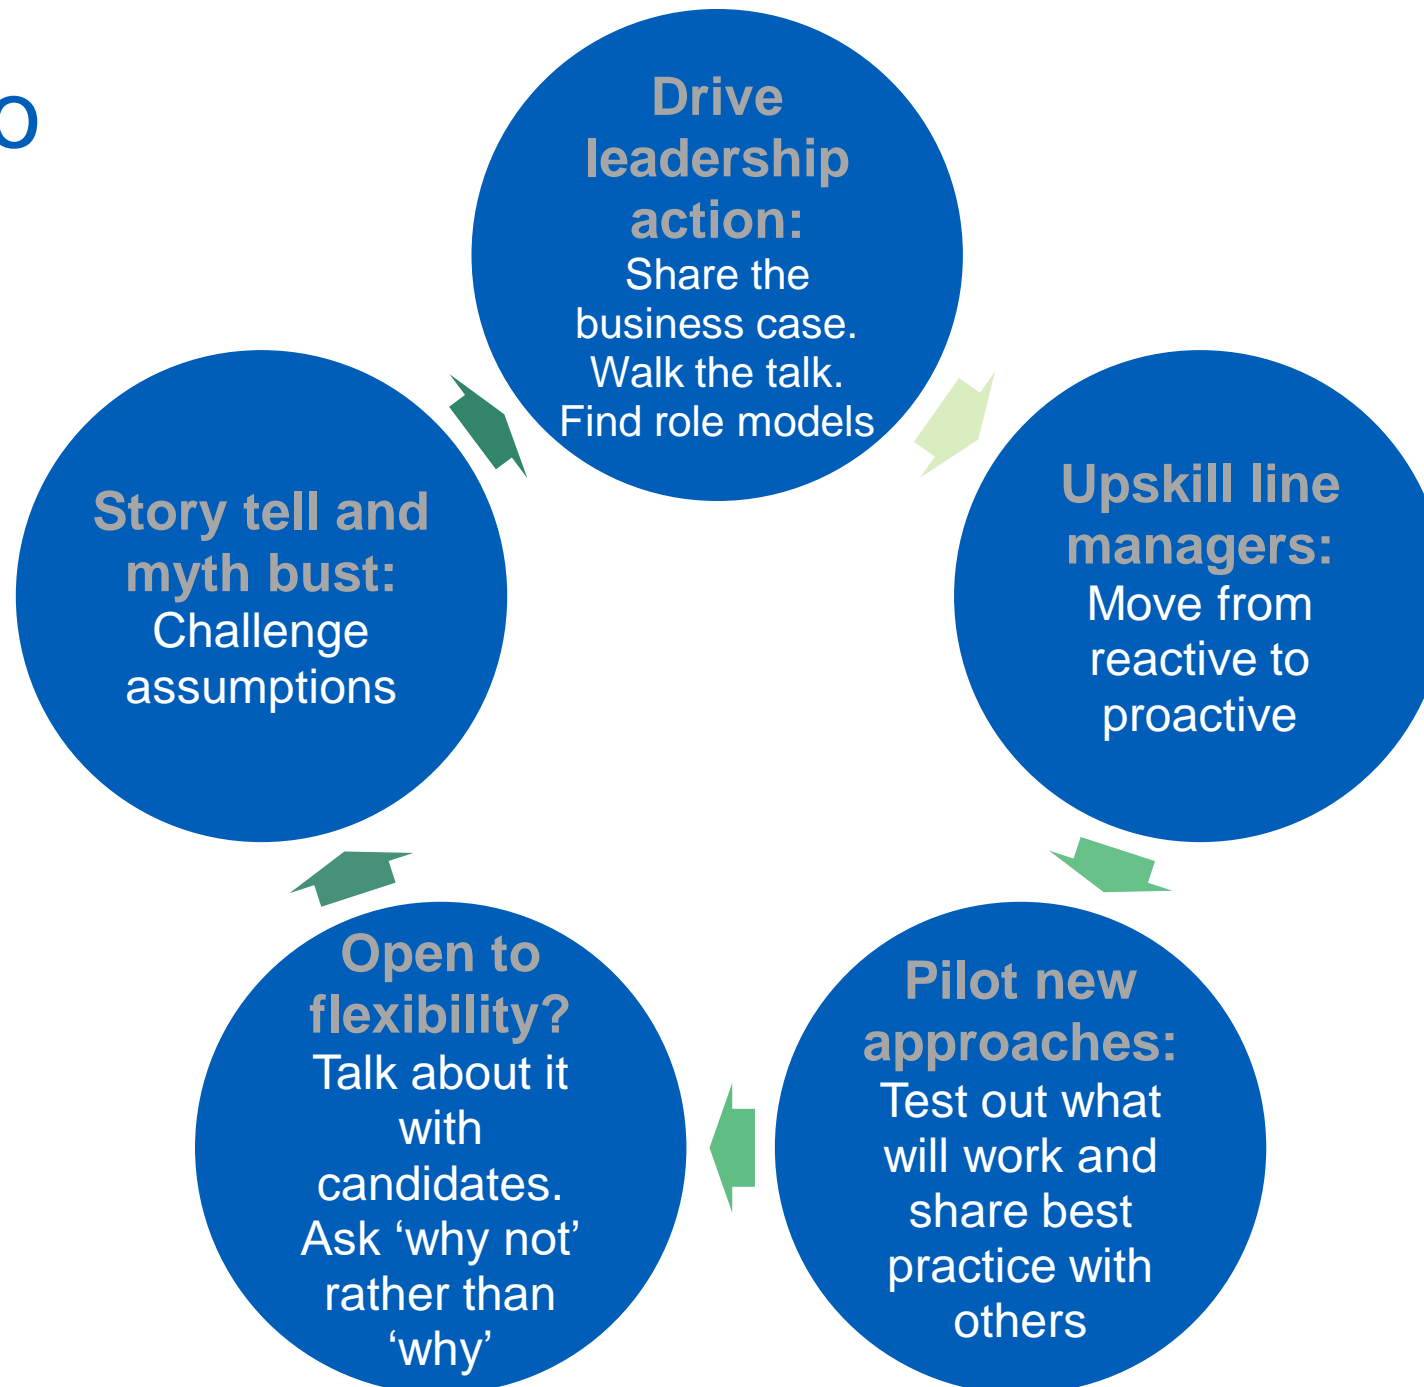 o
Drive
leadership
action:
Share the
business case.
Walk the talk.
Find role models
Upskill line
managers:
Move from
reactive to
proactive
Pilot new
approaches:
Test out what
will work and
share best
practice with
others
Open to
flexibility?
Talk about it
with
candidates.
Ask ‘why not’
rather than
‘why’
Story tell and
myth bust:
Challenge
assumptions